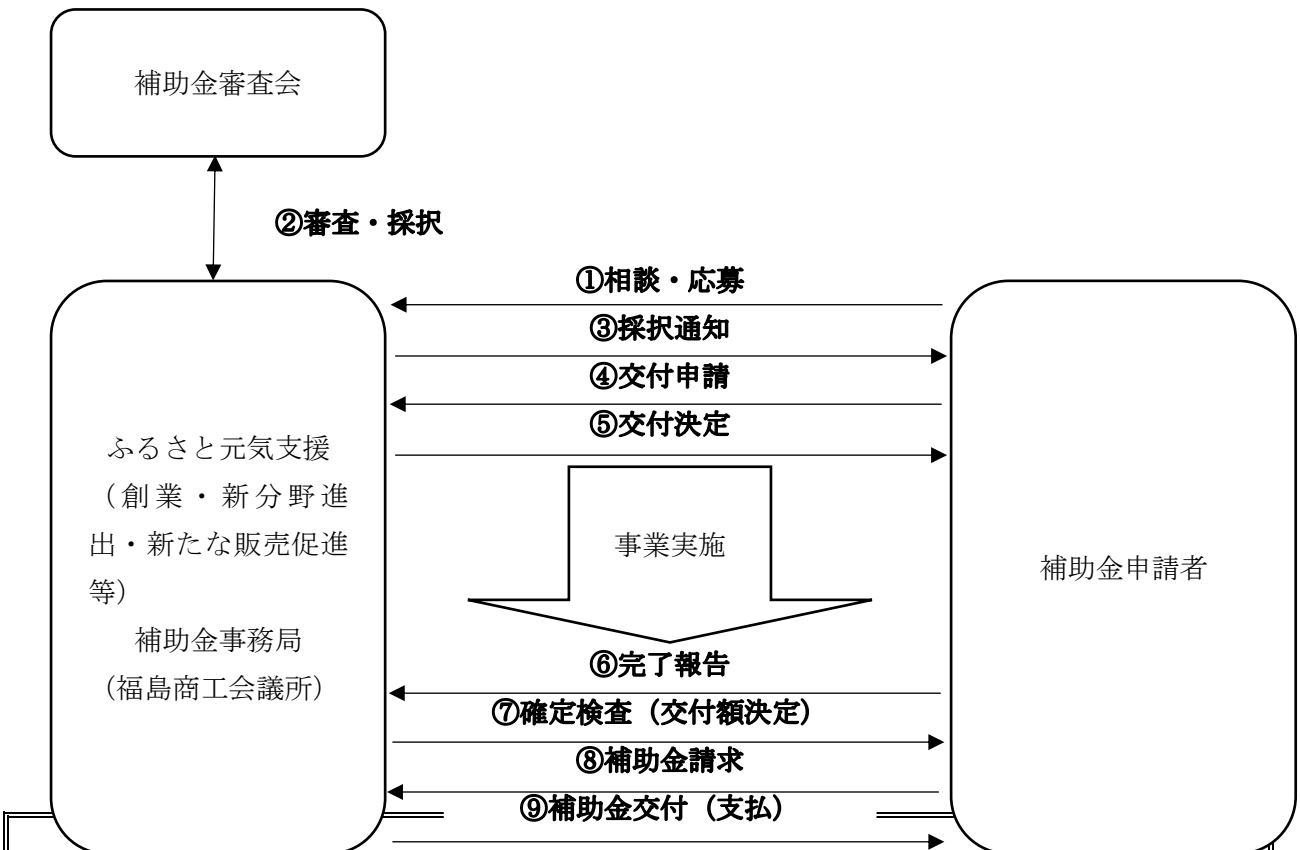 補助金審査会
②審査・採択
①相談・応募
③採択通知
④交付申請
⑤交付決定
ふるさと元気支援
（創業・新分野進
出・新たな販売促進
等）
補助金事務局
（福島商工会議所）
事業実施
補助金申請者
⑥完了報告
⑦確定検査（交付額決定）
⑧補助金請求
⑨補助金交付（支払）